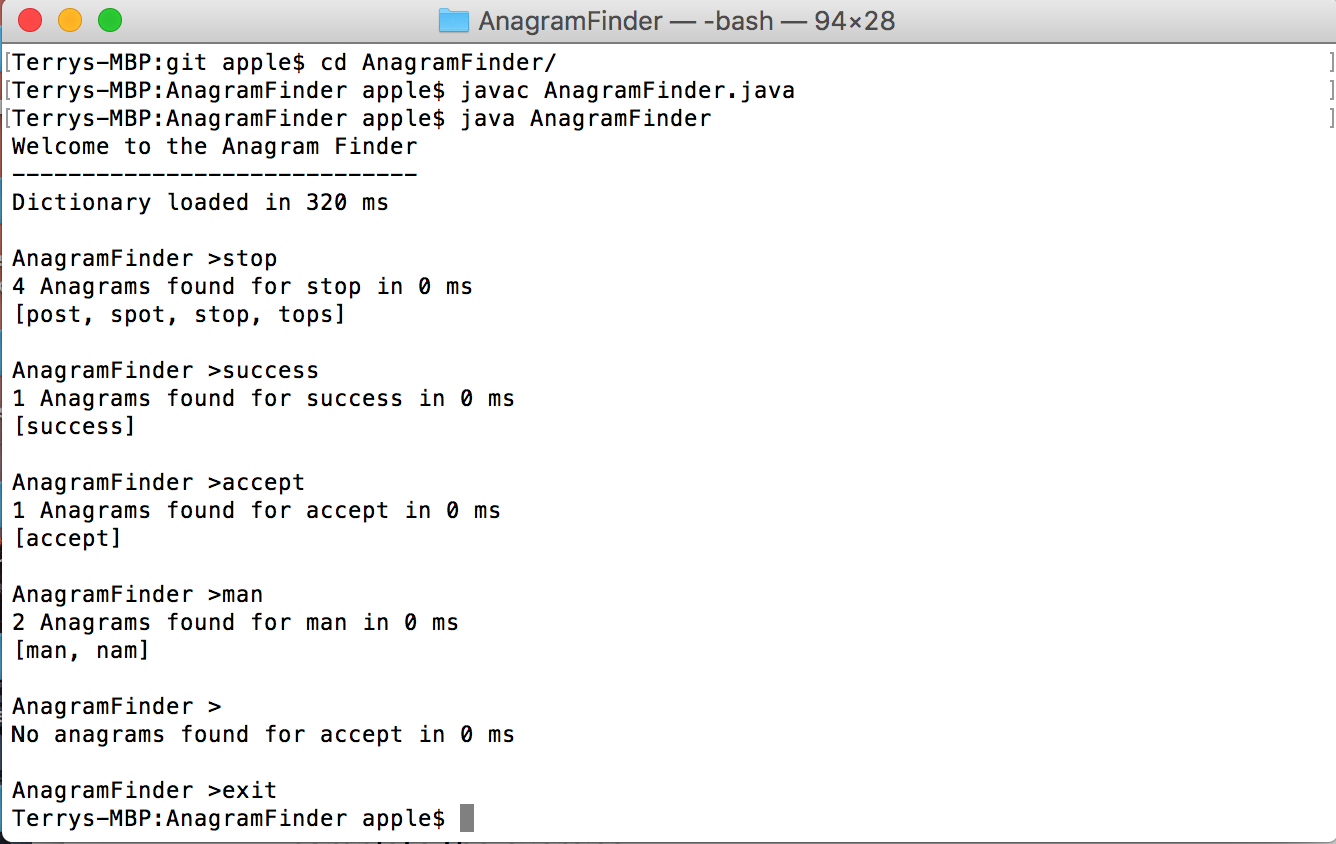 AnagramFinder — -bash — 94×28
[Terrys-MBP:git apple$ cd AnagramFinder/ ]
[Terrys-MBP:AnagramFinder apple$ javac AnagramFinder.java ]
[Terrys-MBP:AnagramFinder apple$ java AnagramFinder ]
Welcome to the Anagram Finder
-----------------------------
Dictionary loaded in 320 ms
AnagramFinder >stop
4 Anagrams found for stop in 0 ms
[post, spot, stop, tops]
AnagramFinder >success
1 Anagrams found for success in 0 ms
[success]
AnagramFinder >accept
1 Anagrams found for accept in 0 ms
[accept]
AnagramFinder >man
2 Anagrams found for man in 0 ms
[man, nam]
AnagramFinder >
No anagrams found for accept in 0 ms
AnagramFinder >exit
Terrys-MBP:AnagramFinder apple$